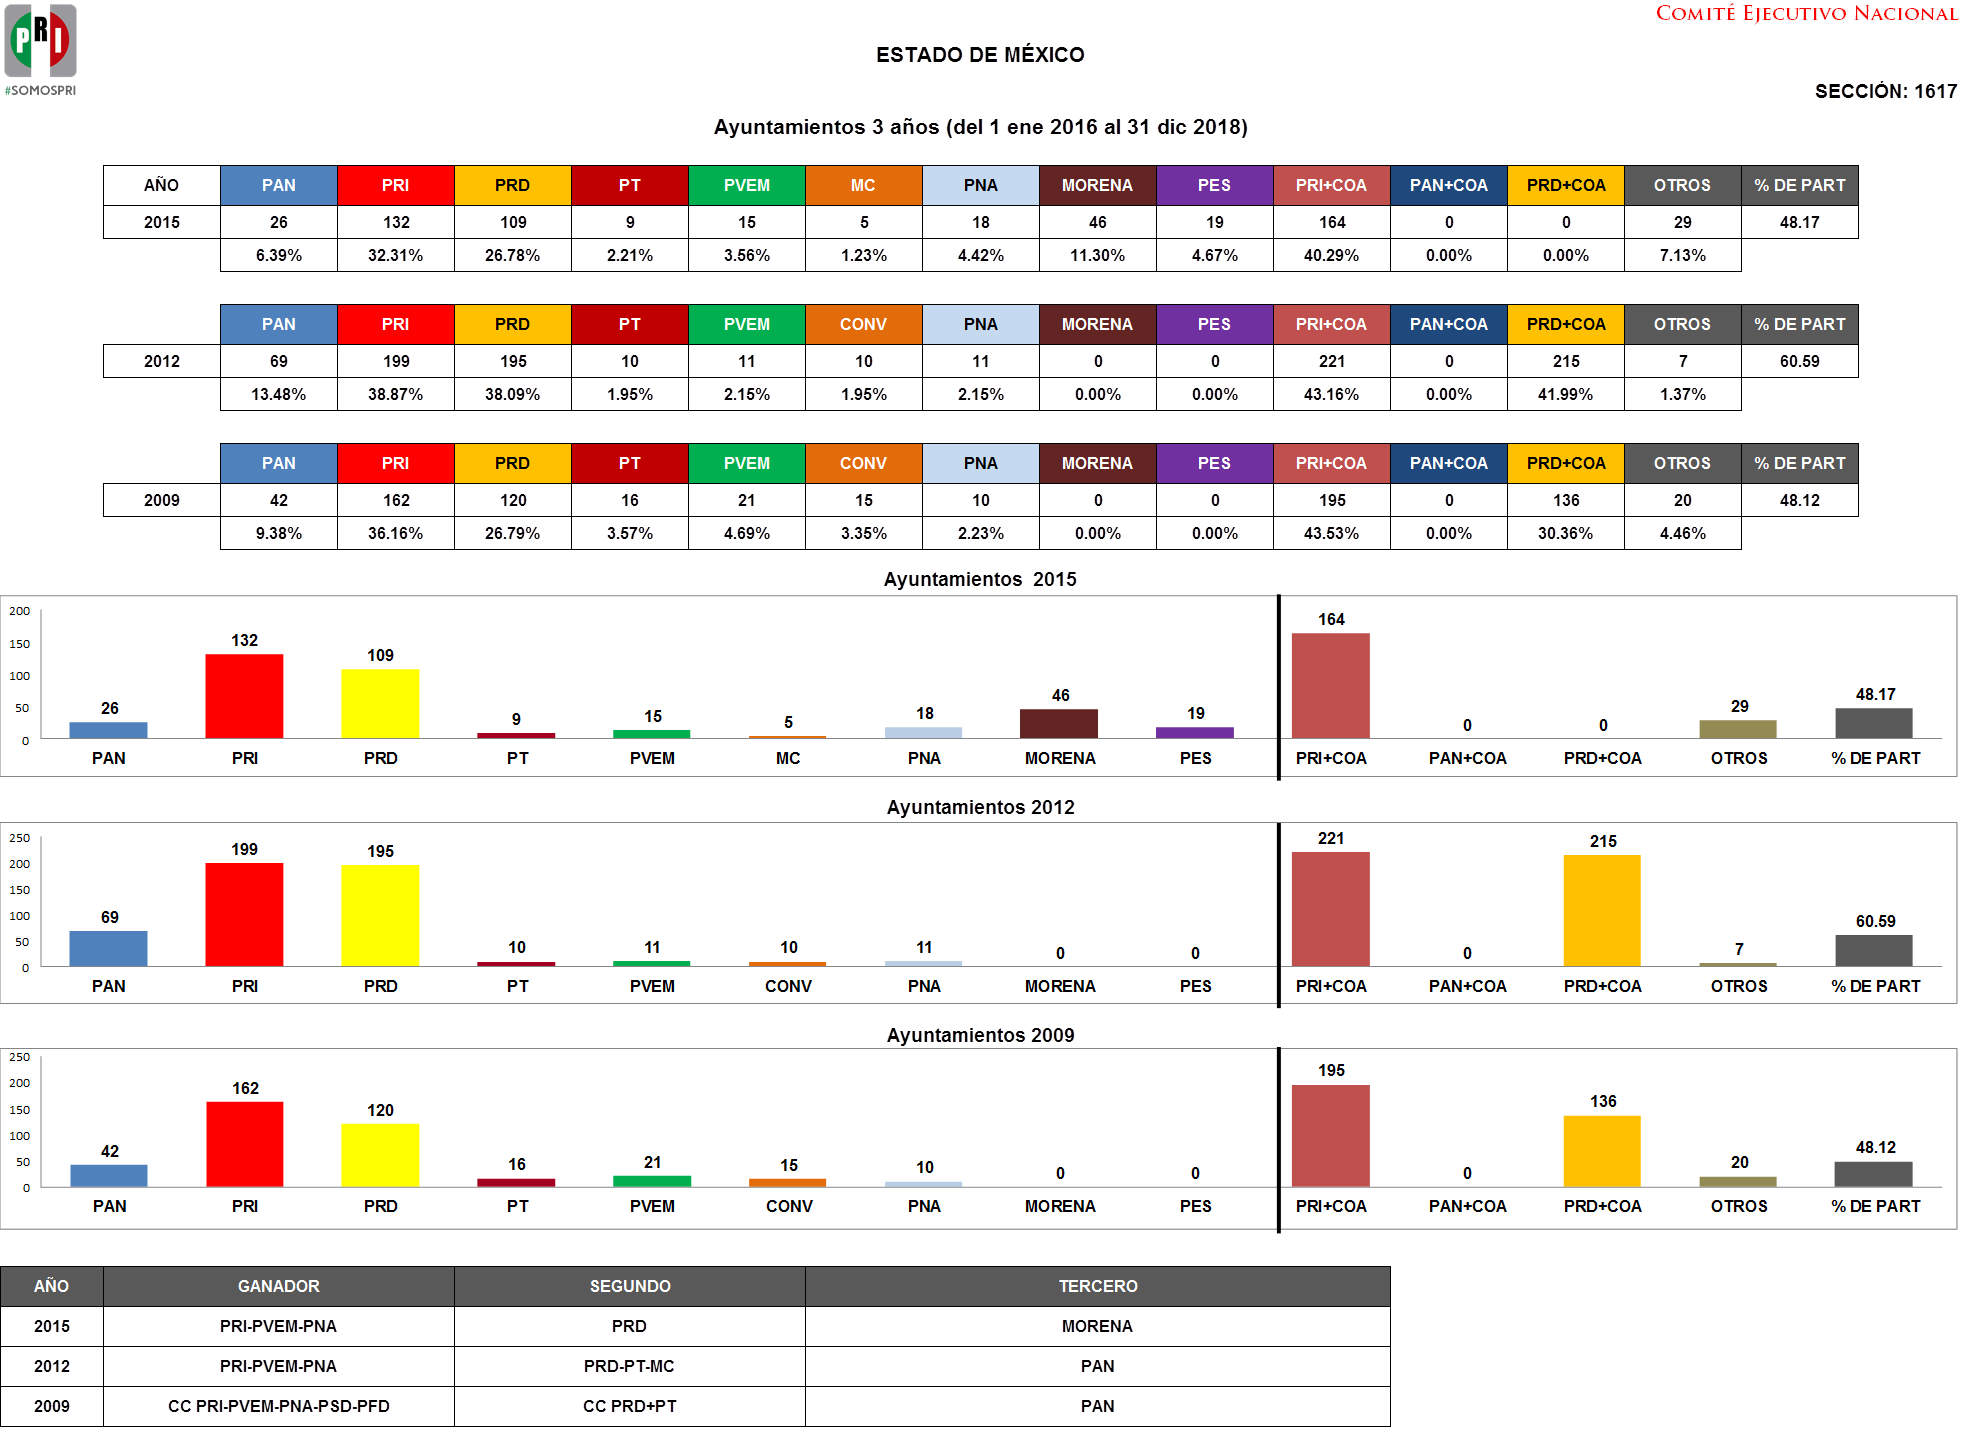 PRI
#SOMOSPRI
COMITÉ EJECUTIVO NACIONAL
ESTADO DE MÉXICO
SECCIÓN: 1617
Ayuntamientos 3 años (del 1 ene 2016 al 31 dic 2018)
AÑO PAN PRI PRD PT PVEM MC PNA MORENA PES PRI+COA PAN+COA PRD+COA OTROS % DE PART
2015 26 132 109 9 15 5 18 46 19 164 0 0 29 48.17
6.39% 32.31% 26.78% 2.21% 3.56% 1.23% 4.42% 11.30% 4.67% 40.29% 0.00% 0.00% 7.13%
PAN PRI PRD PT PVEM CONV PNA MORENA PES PRI+COA PAN+COA PRD+COA OTROS % DE PART
2012 69 199 195 10 11 10 11 0 0 221 0 215 7 60.59
13.48% 38.87% 38.09% 1.95% 2.15% 1.95% 2.15% 0.00% 0.00% 43.16% 0.00% 41.99% 1.37%
PAN PRI PRD PT PVEM CONV PNA MORENA PES PRI+COA PAN+COA PRD+COA OTROS % DE PART
2009 42 162 120 16 21 15 10 0 0 195 0 136 20 48.12
9.38% 36.16% 26.79% 3.57% 4.69% 3.35% 2.23% 0.00% 0.00% 43.53% 0.00% 30.36% 4.46%
Ayuntamientos 2015
200
150
100
50
0
26 132 109 9 15 5 18 46 19 164 0 0 29 48.17
PAN PRI PRD PT PVEM MC PNA MORENA PES PRI+COA PAN+COA PRD+COA OTROS % DE PART
Ayuntamientos 2012
250
200
150
100
50
0
69 199 195 10 11 10 11 0 0 221 0 215 7 60.59
PAN PRI PRD PT PVEM CONV PNA MORENA PES PRI+COA PAN+COA PRD+COA OTROS % DE PART
Ayuntamientos 2009
250
200
150
100
50
0
42 162 120 16 21 15 10 0 0 195 0 136 20 48.12
PAN PRI PRD PT PVEM CONV PNA MORENA PES PRI+COA PAN+COA PRD+COA OTROS % DE PART
AÑO GANADOR SEGUNDO TERCERO
2015 PRI-PVEM-PNA PRD MORENA
2012 PRI-PVEM-PNA PRD-PT-MC PAN
2009 CC PRI-PVEM-PNA-PSD-PFD CC PRD+PT PAN